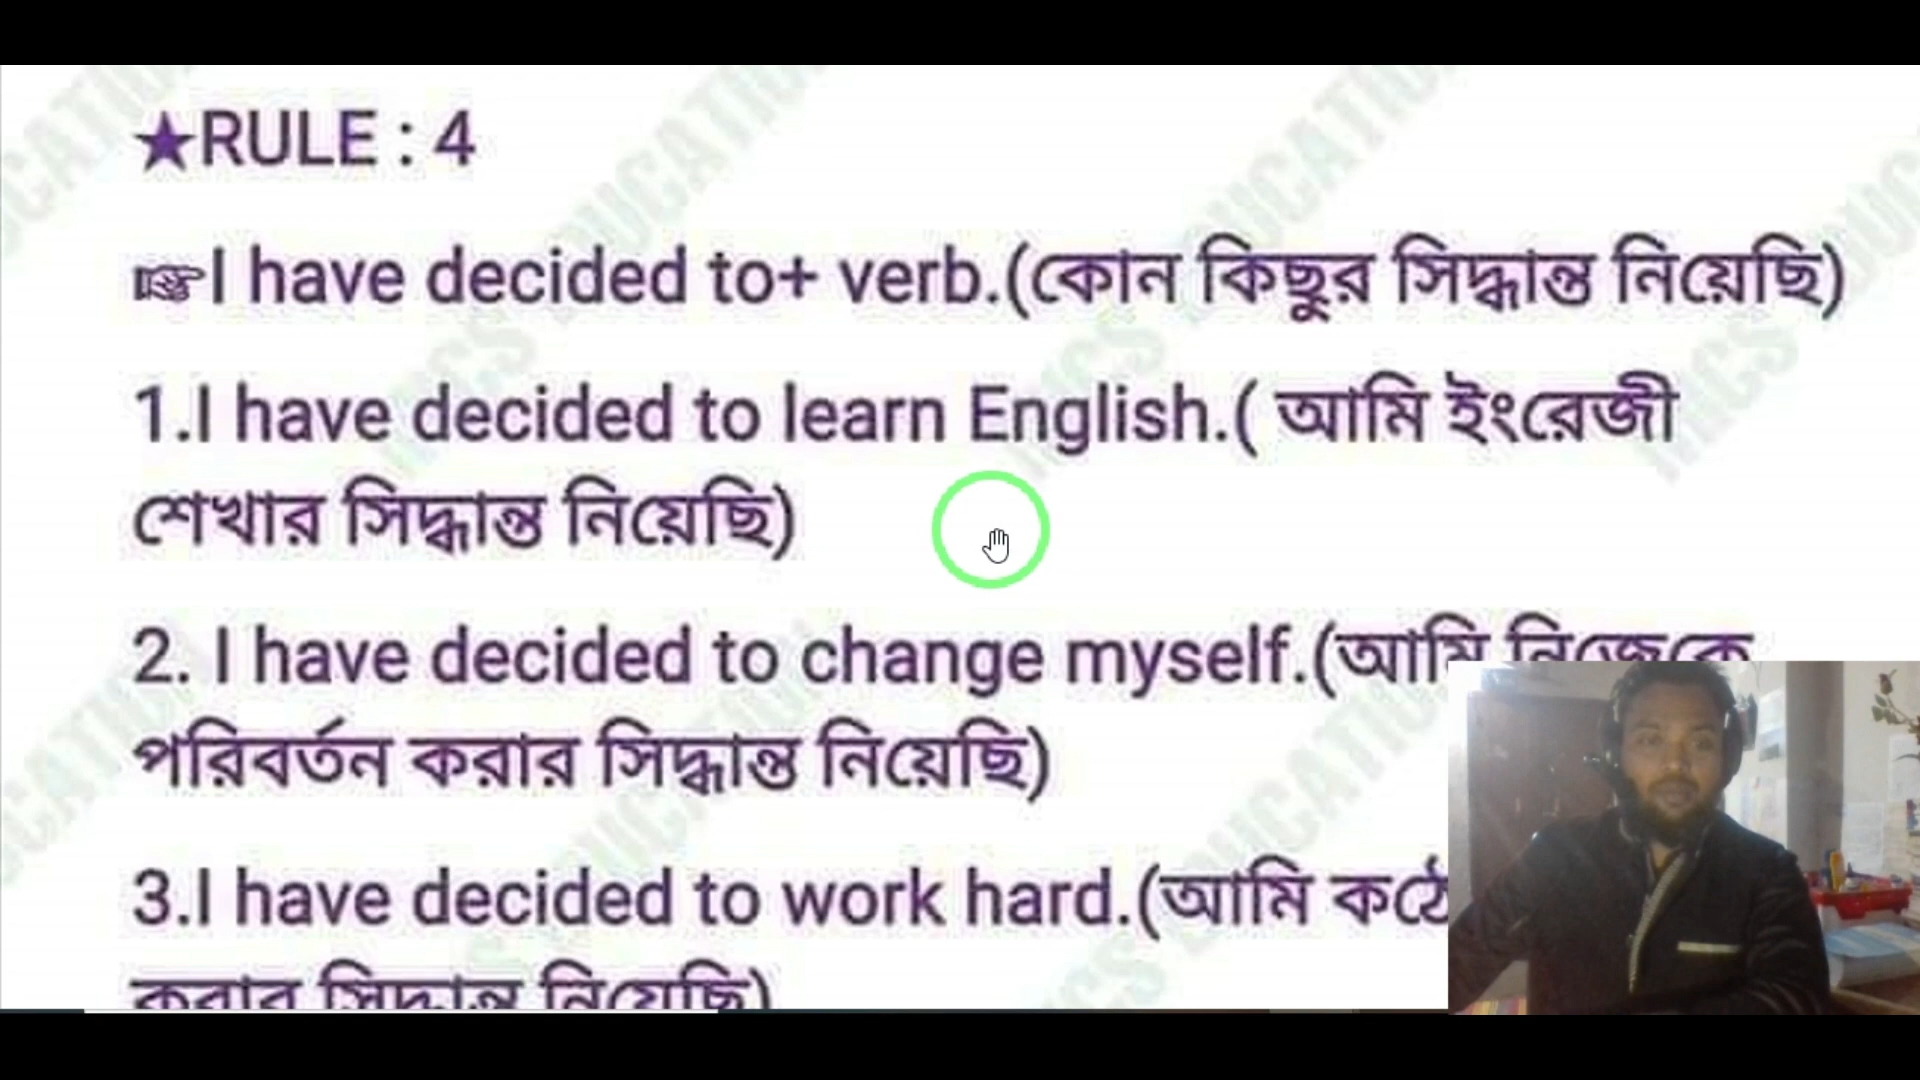 ★RULE : 4
☞I have decided to+ verb.(কোন কিছুর সিদ্ধান্ত নিয়েছি)
1.I have decided to learn English.( আমি ইংরেজী
শেখার সিদ্ধান্ত নিয়েছি)
2. I have decided to change myself.(আমি নিজেকে
পরিবর্তন করার সিদ্ধান্ত নিয়েছি)
3.I have decided to work hard.(আমি
করার সিদ্ধান্ত নিয়েছি)